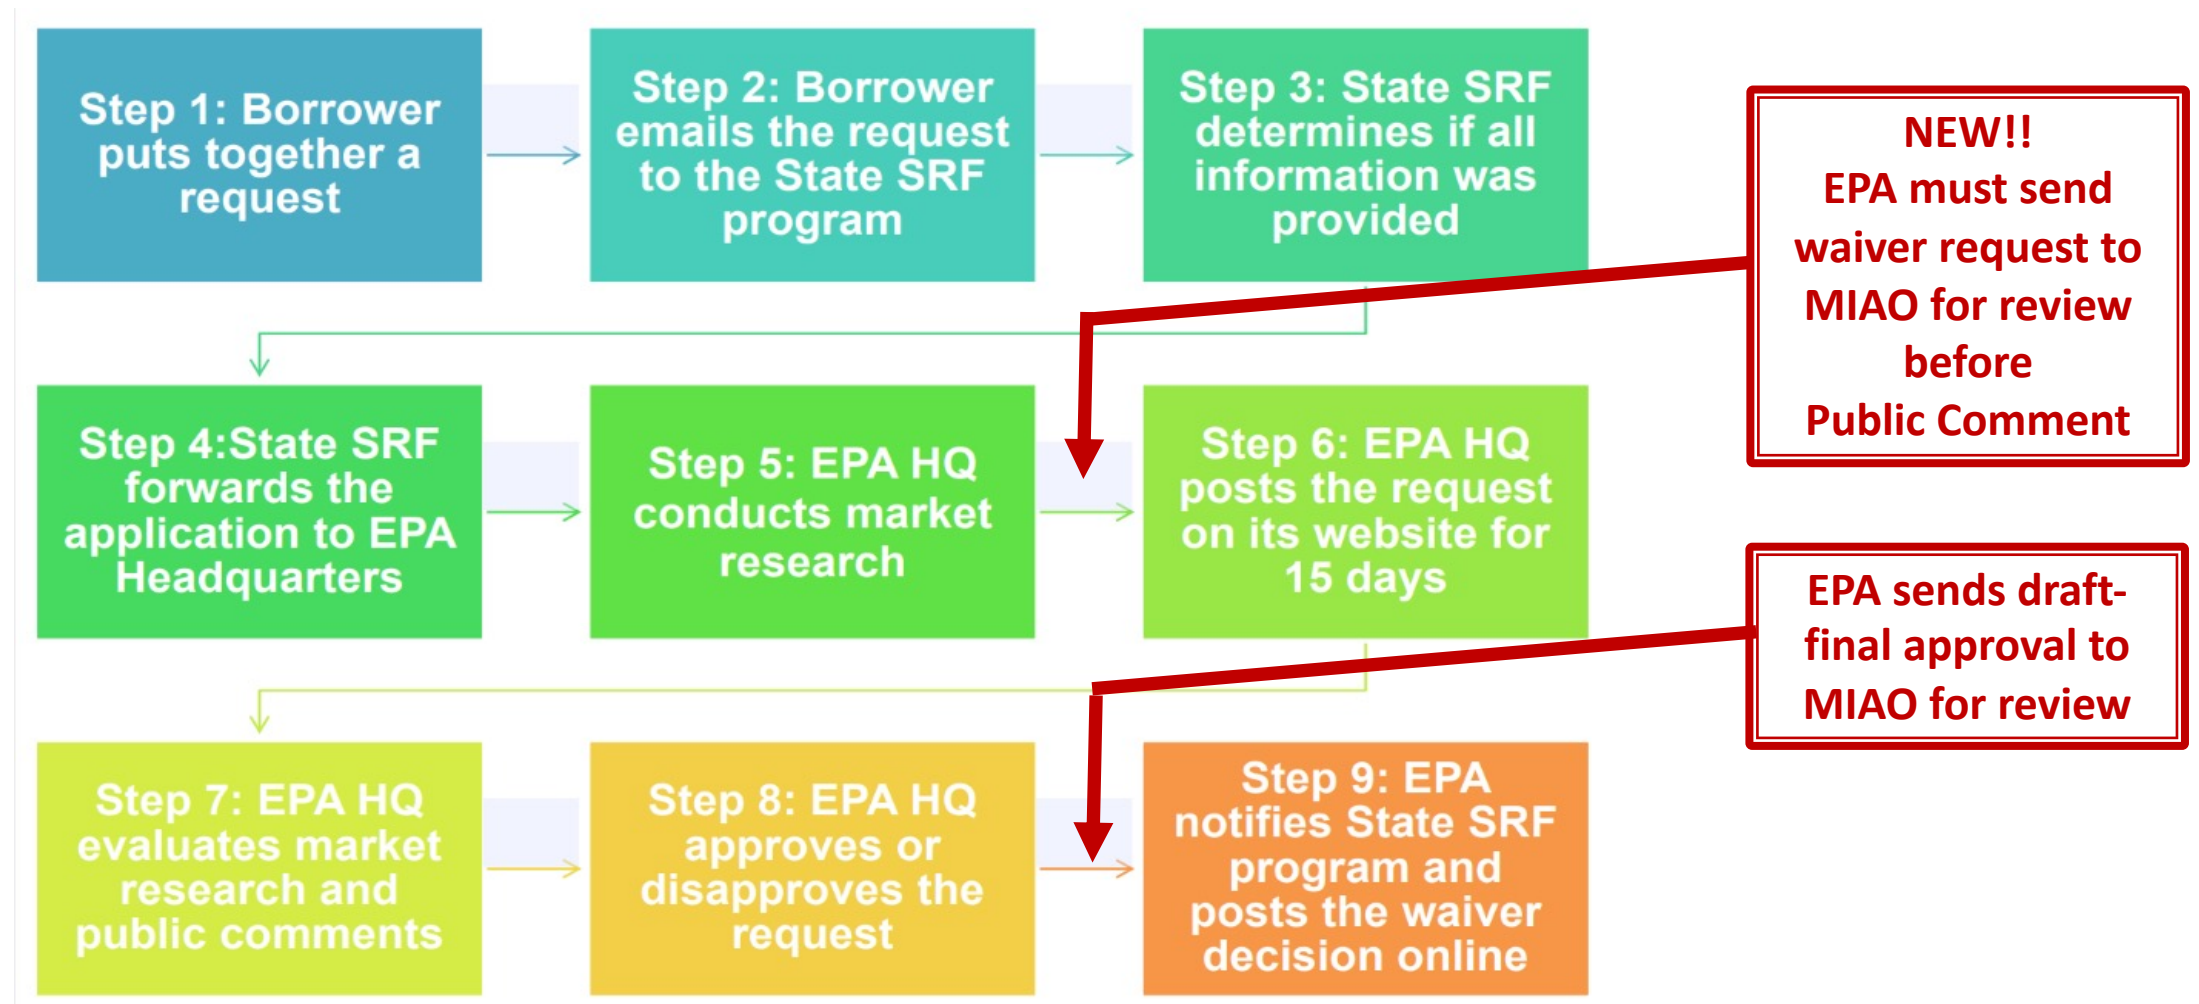 Step 1: Borrower
puts together a
request
Step 2: Borrower
emails the request
to the State SRF
program
Step 3: State SRF
determines if all
information was
provided
NEW!!
EPA must send
waiver request to
MIAO for review
before
Public Comment
Step 4:State SRF
forwards the
application to EPA
Headquarters
Step 5: EPA HQ
conducts market
research
Step 6: EPA HQ
posts the request
on its website for
15 days
EPA sends draft-
final approval to
MIAO for review
Step 7: EPA HQ
evaluates market
research and
public comments
Step 8: EPA HQ
approves or
disapproves the
request
Step 9: EPA
notifies State SRF
program and
posts the waiver
decision online